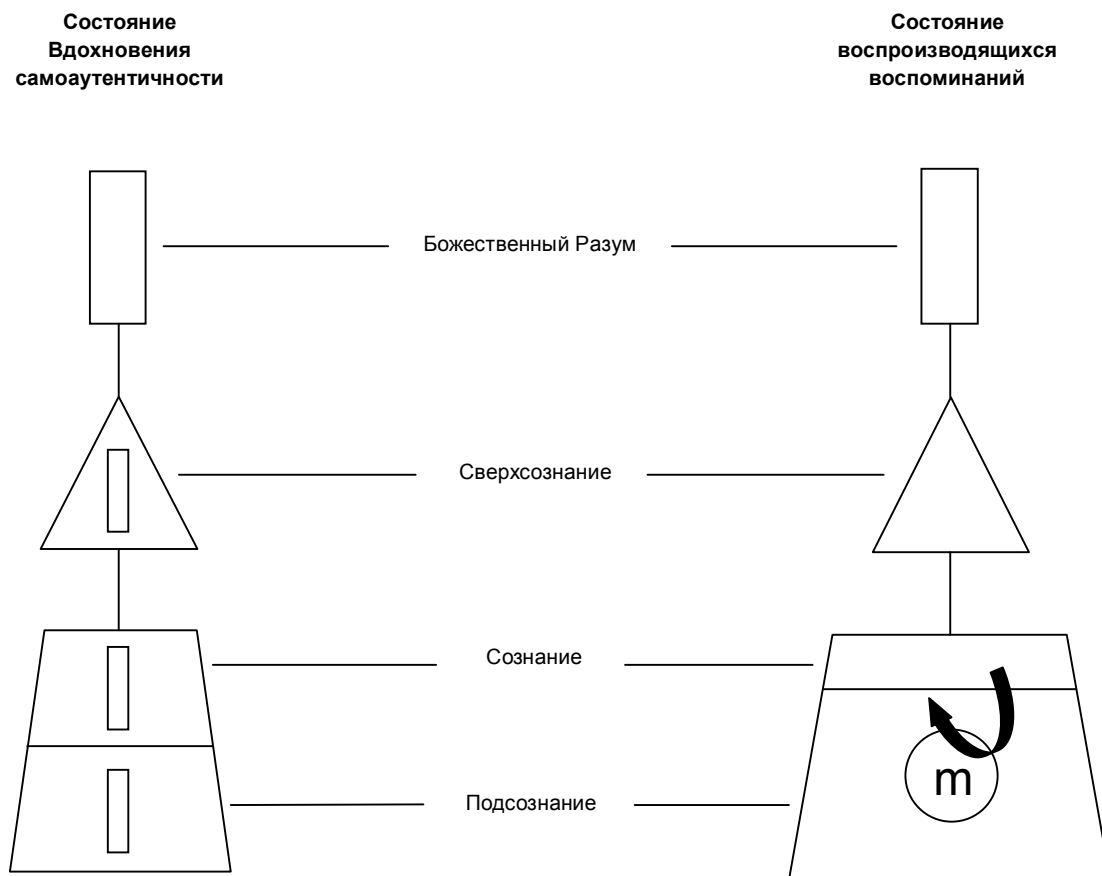 Состояние
Вдохновения
самоаутентичности
Состояние
воспроизводящихся
воспоминаний
Божественный Разум
Сверхсознание
Сознание
Подсознание
m